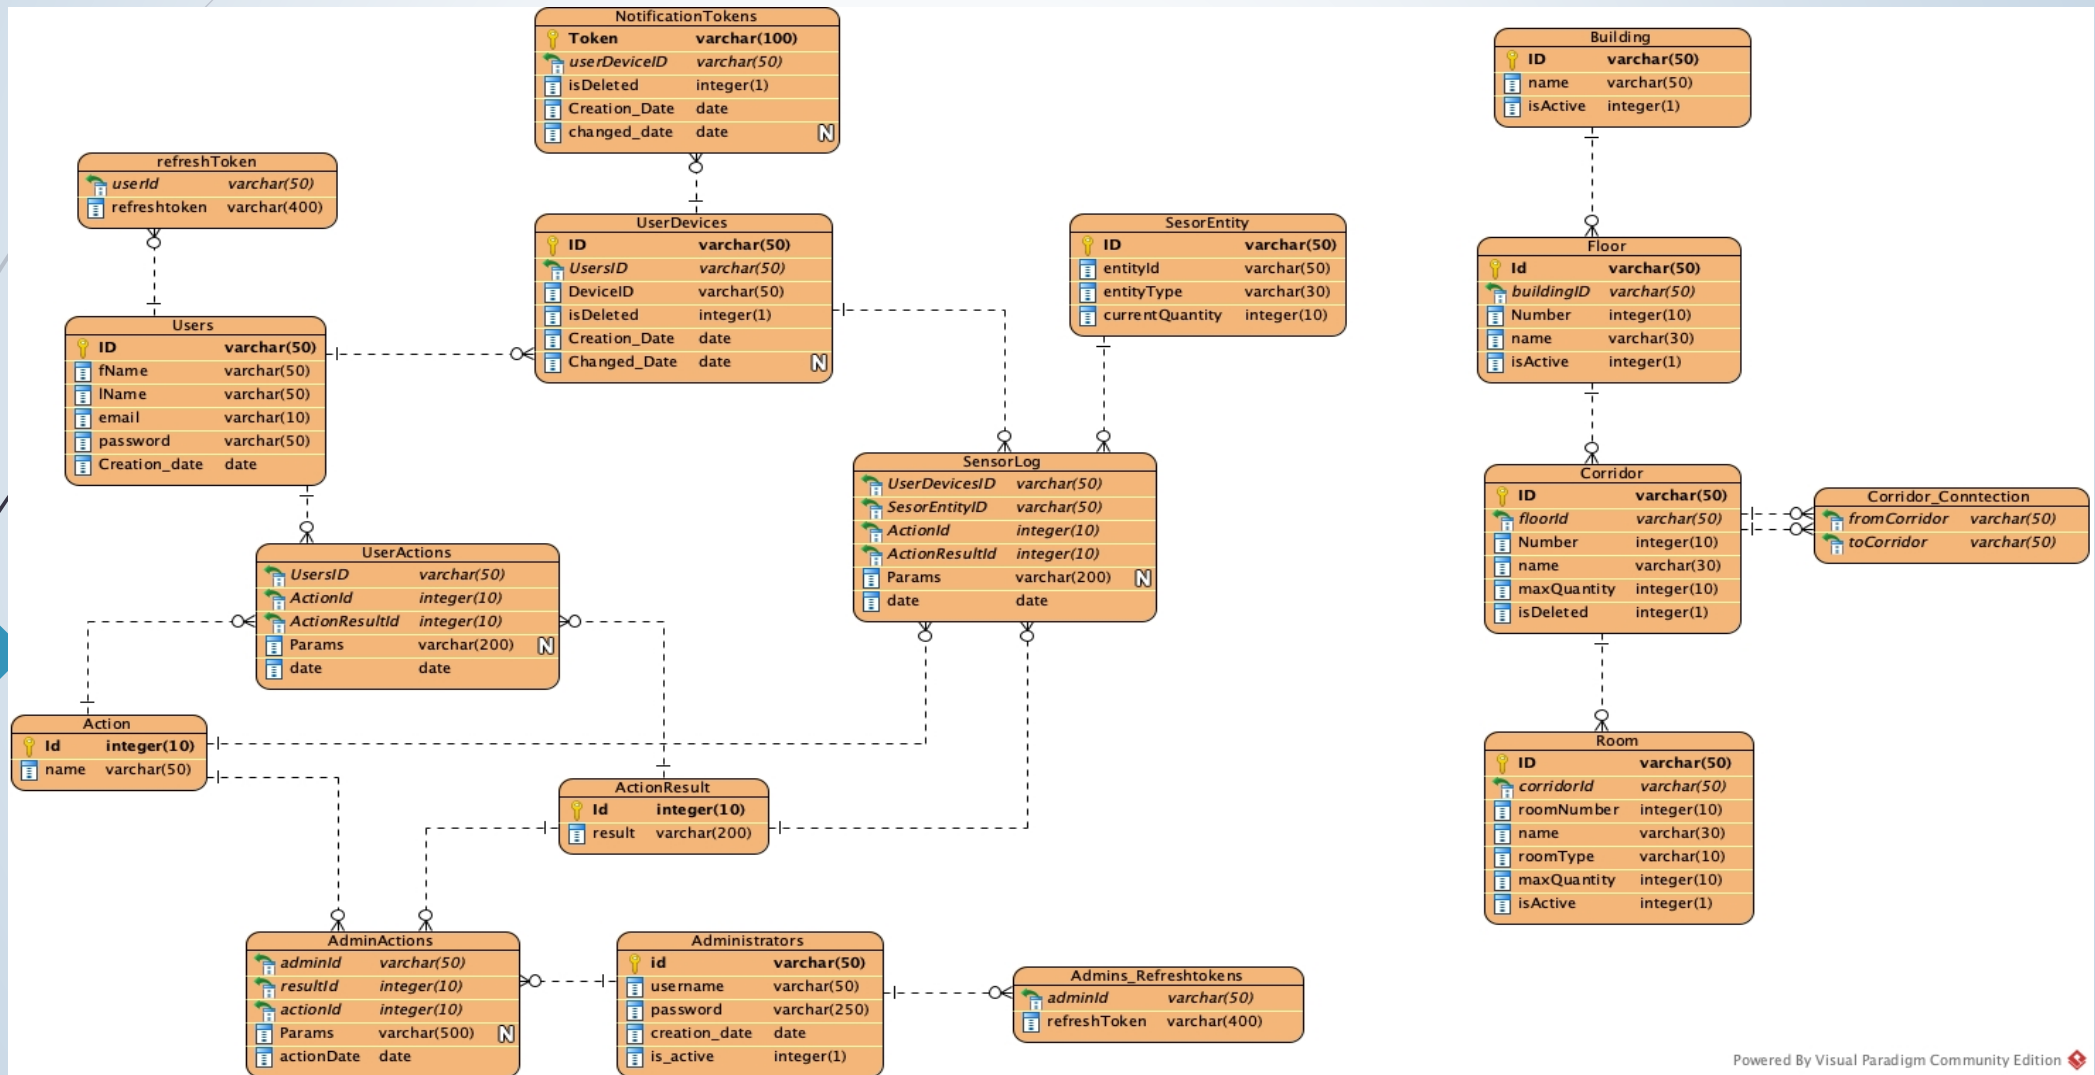 NotificationTokens
Token varchar(100)
userDeviceID varchar(50)
isDeleted integer(1)
Creation_Date date
changed_date date N
refreshToken
userId varchar(50)
refreshtoken varchar(400)
UserDevices
ID varchar(50)
UsersID varchar(50)
DeviceID varchar(50)
isDeleted integer(1)
Creation_Date date
Changed_Date date N
SesorEntity
ID varchar(50)
entityId varchar(50)
entityType varchar(30)
currentQuantity integer(10)
Users
ID varchar(50)
fName varchar(50)
lName varchar(50)
email varchar(10)
password varchar(50)
Creation_date date
SensorLog
UserDevicesID varchar(50)
SesorEntityID varchar(50)
ActionId integer(10)
ActionResultId integer(10)
Params varchar(200) N
date date
UserActions
UsersID varchar(50)
ActionId integer(10)
ActionResultId integer(10)
Params varchar(200) N
date date
Action
Id integer(10)
name varchar(50)
ActionResult
Id integer(10)
result varchar(200)
AdminActions
adminId varchar(50)
resultId integer(10)
actionId integer(10)
Params varchar(500) N
actionDate date
Administrators
id varchar(50)
username varchar(50)
password varchar(250)
creation_date date
is_active integer(1)
Admins_Refreshtokens
adminId varchar(50)
refreshToken varchar(400)
Building
ID varchar(50)
name varchar(50)
isActive integer(1)
Floor
Id varchar(50)
buildingID varchar(50)
Number integer(10)
name varchar(30)
isActive integer(1)
Corridor
ID varchar(50)
floorId varchar(50)
Number integer(10)
name varchar(30)
maxQuantity integer(10)
isDeleted integer(1)
Corridor_Conntection
fromCorridor varchar(50)
toCorridor varchar(50)
Room
ID varchar(50)
corridorId varchar(50)
roomNumber integer(10)
name varchar(30)
roomType varchar(10)
maxQuantity integer(10)
isActive integer(1)
Powered By Visual Paradigm Community Edition